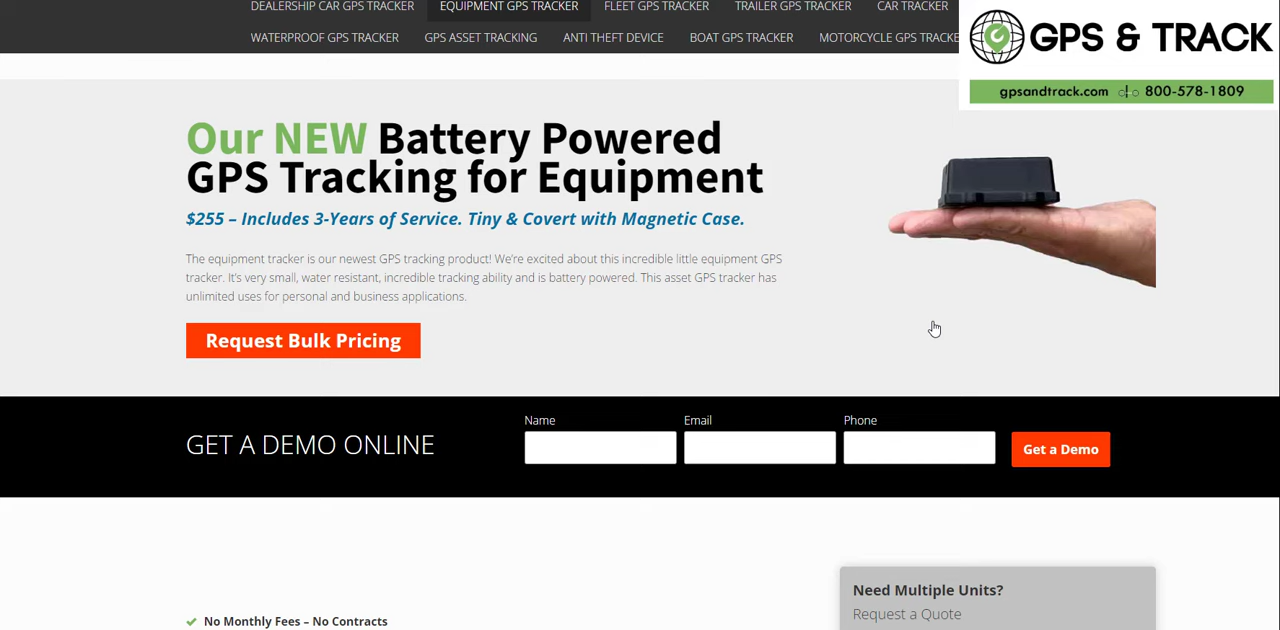 DEALERSHIP CAR GPS TRACKER EQUIPMENT GPS TRACKER FLEET GPS TRACKER TRAILER GPS TRACKER CAR TRACKER
WATERPROOF GPS TRACKER GPS ASSET TRACKING ANTI THEFT DEVICE BOAT GPS TRACKER MOTORCYCLE GPS TRACKE
GPS & TRACK
gpsandtrack.com 800-578-1809
Our NEW Battery Powered
GPS Tracking for Equipment
$255 – Includes 3-Years of Service. Tiny & Covert with Magnetic Case.
The equipment tracker is our newest GPS tracking product! We're excited about this incredible little equipment GPS
tracker. It's very small, water resistant, incredible tracking ability and is battery powered. This asset GPS tracker has
unlimited uses for personal and business applications.
Request Bulk Pricing
GET A DEMO ONLINE
Name Email Phone
Get a Demo
No Monthly Fees – No Contracts
Need Multiple Units?
Request a Quote